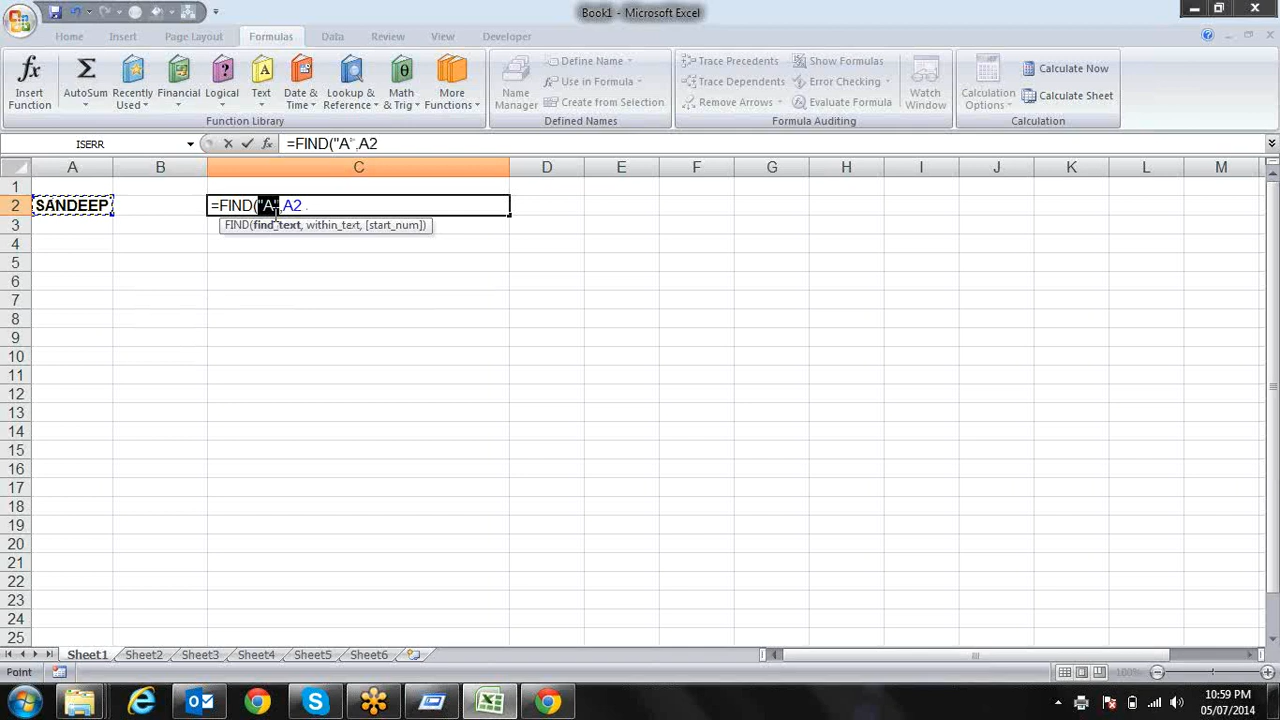 Book1 - Microsoft Excel
Home Insert Page Layout Formulas Data Review View Developer
Insert Function
AutoSum
Recently Used
Financial
Logical
Text
Date & Time
Lookup & Reference
Math & Trig
More Functions
Function Library
Name Manager
Define Name
Use in Formula
Create from Selection
Defined Names
Trace Precedents
Trace Dependents
Remove Arrows
Show Formulas
Error Checking
Evaluate Formula
Formula Auditing
Watch Window
Calculation Options
Calculate Now
Calculate Sheet
Calculation
ISERR
fx
=FIND("A",A2
A B C D E F G H I J K L M
1
2 SANDEEP =FIND("A",A2
FIND(find_text, within_text, [start_num])
3
4
5
6
7
8
9
10
11
12
13
14
15
16
17
18
19
20
21
22
23
24
25
Sheet1 Sheet2 Sheet3 Sheet4 Sheet5 Sheet6
Point
100%
10:59 PM
05/07/2014